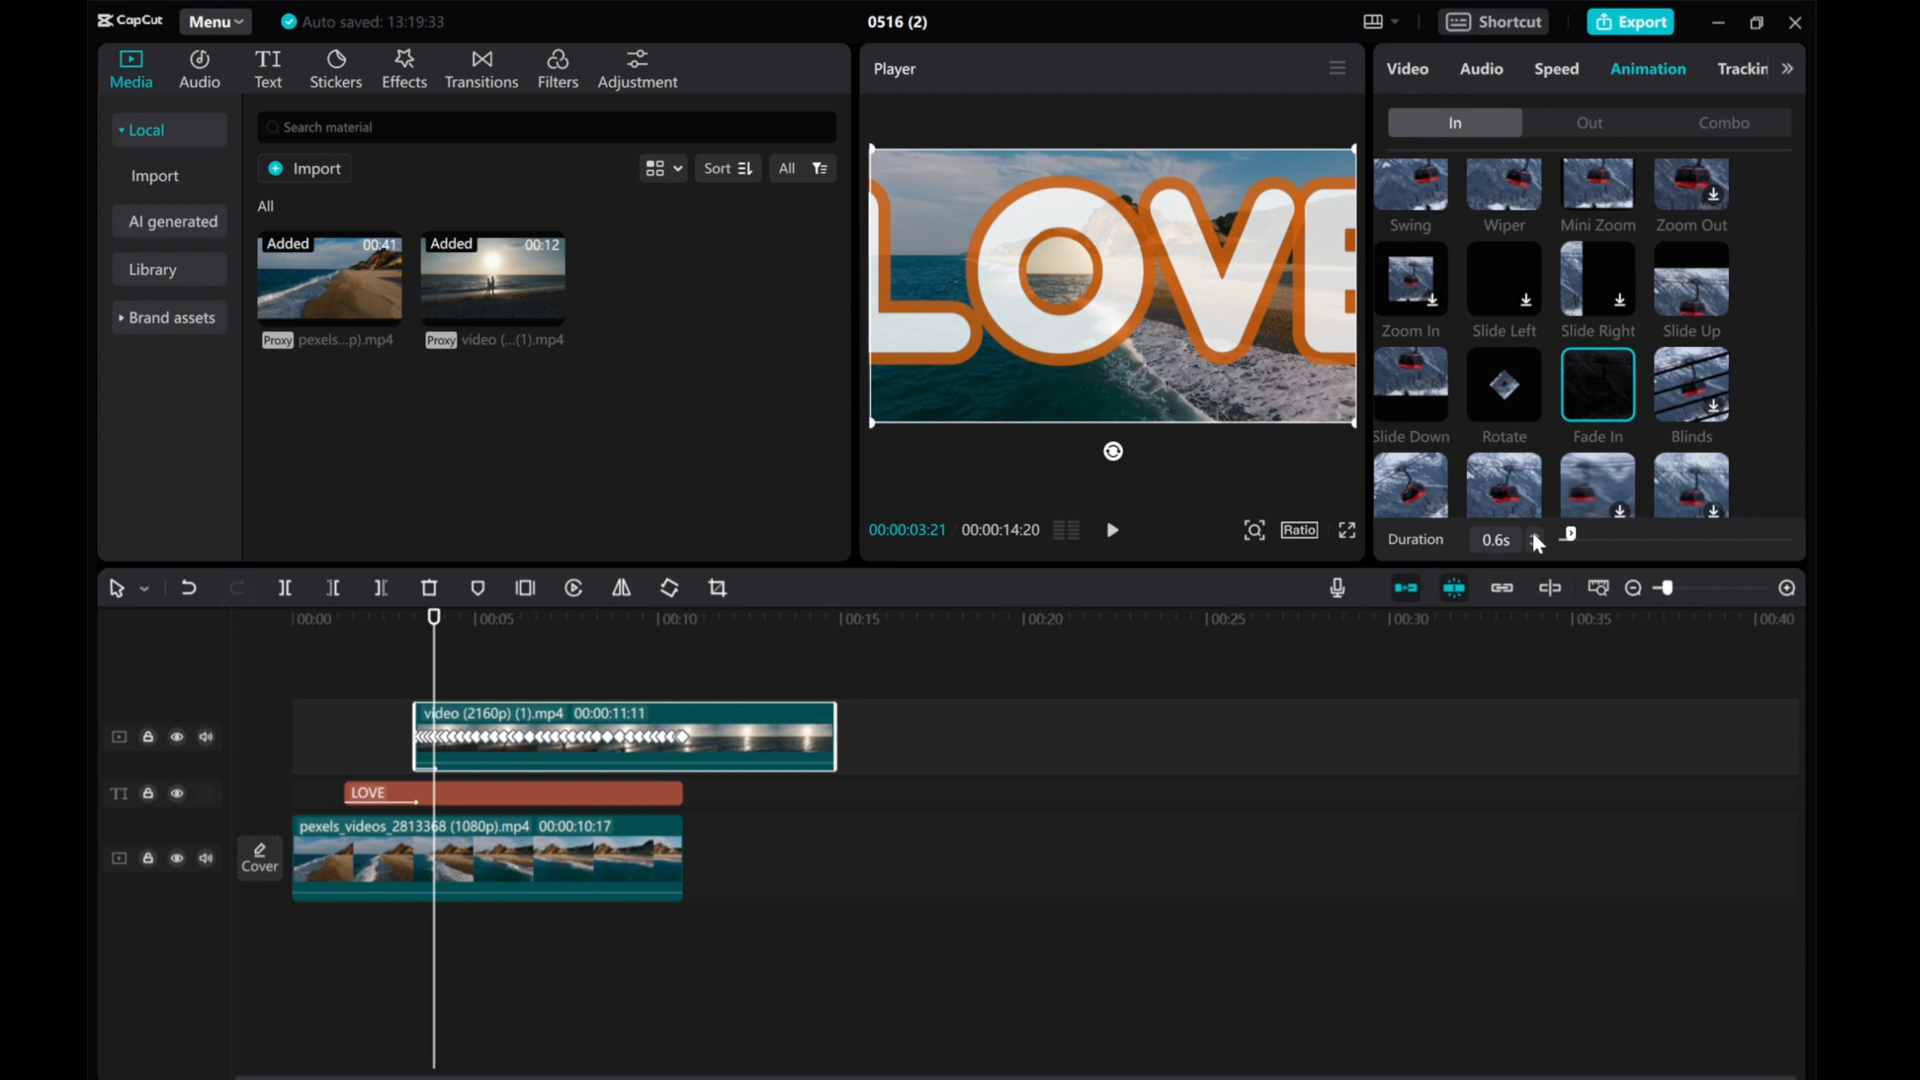 CapCut Menu Auto saved: 13:19:33 0516 (2) Shortcut Export
Media Audio Text Stickers Effects Transitions Filters Adjustment
Local
Import
AI generated
Library
Brand assets
Search material
Import Sort All
All
Added 00:41 Added 00:12
Proxy pexels...p).mp4 Proxy video (...(1).mp4
Player
LOVE
00:00:03:21 00:00:14:20 Ratio
Video Audio Speed Animation Trackin
In Out Combo
Swing Wiper Mini Zoom Zoom Out
Zoom In Slide Left Slide Right Slide Up
Slide Down Rotate Fade In Blinds
Duration 0.6s
00:00 00:05 00:10 00:15 00:20 00:25 00:30 00:35 00:40
video (2160p) (1).mp4 00:00:11:11
TI LOVE
Cover
pexels_videos_2813368 (1080p).mp4 00:00:10:17